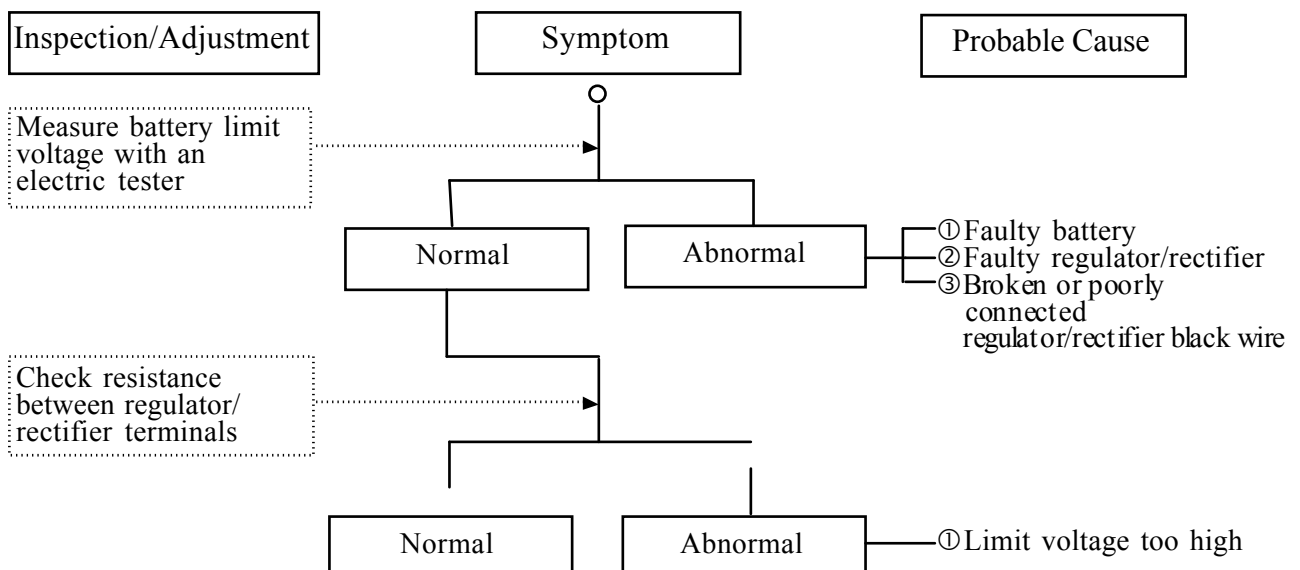 Inspection/Adjustment
Symptom
Probable Cause
Measure battery limit
voltage with an
electric tester
Normal
Abnormal
①Faulty battery
②Faulty regulator/rectifier
③Broken or poorly
connected
regulator/rectifier black wire
Check resistance
between regulator/
rectifier terminals
Normal
Abnormal
①Limit voltage too high